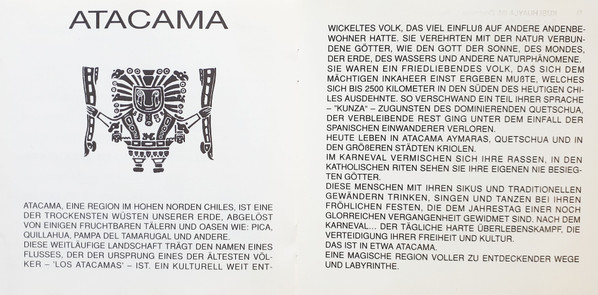 ATACAMA
ATACAMA, EINE REGION IM HOHEN NORDEN CHILES, IST EINE
DER TROCKENSTEN WÜSTEN UNSERER ERDE, ABGELÖST
VON EINIGEN FRUCHTBAREN TÄLERN UND OASEN WIE: PICA,
QUILLAHUA, PAMPA DEL TAMARUGAL UND ANDERE.
DIESE WEITLÄUFIGE LANDSCHAFT TRÄGT DEN NAMEN EINES
FLUSSES, DER DER URSPRUNG EINES DER ÄLTESTEN VÖL-
KER – 'LOS ATACAMAS' – IST. EIN KULTURELL WEIT ENT-
WICKELTES VOLK, DAS VIEL EINFLUß AUF ANDERE ANDENBE-
WOHNER HATTE. SIE VEREHRTEN MIT DER NATUR VERBUN-
DENE GÖTTER, WIE DEN GOTT DER SONNE, DES MONDES,
DER ERDE, DES WASSERS UND ANDERE NATURPHÄNOMENE.
SIE WAREN EIN FRIEDLIEBENDES VOLK, DAS SICH DEM
MÄCHTIGEN INKAHEER EINST ERGEBEN MUßTE, WELCHES
SICH BIS 2500 KILOMETER IN DEN SÜDEN DES HEUTIGEN CHI-
LES AUSDEHNTE. SO VERSCHWAND EIN TEIL IHRER SPRACHE
– "KUNZA" – ZUGUNSTEN DES DOMINIERENDEN QUETSCHUA,
DER VERBLEIBENDE REST GING UNTER DEM EINFALL DER
SPANISCHEN EINWANDERER VERLOREN.
HEUTE LEBEN IN ATACAMA AYMARAS, QUETSCHUA UND IN
DEN GRÖßEREN STÄDTEN KRIOLEN.
IM KARNEVAL VERMISCHEN SICH IHRE RASSEN, IN DEN
KATHOLISCHEN RITEN SEHEN SIE IHRE EIGENEN NIE BESIEG-
TEN GÖTTER.
DIESE MENSCHEN MIT IHREN SIKUS UND TRADITIONELLEN
GEWÄNDERN TRINKEN, SINGEN UND TANZEN BEI IHREN
FRÖHLICHEN FESTEN, DIE DEM JAHRESTAG EINER NOCH
GLORREICHEN VERGANGENHEIT GEWIDMET SIND. NACH DEM
KARNEVAL... DER TÄGLICHE HARTE ÜBERLEBENSKAMPF, DIE
VERTEIDIGUNG IHRER FREIHEIT UND KULTUR.
DAS IST IN ETWA ATACAMA.
EINE MAGISCHE REGION VOLLER ZU ENTDECKENDER WEGE
UND LABYRINTHE.